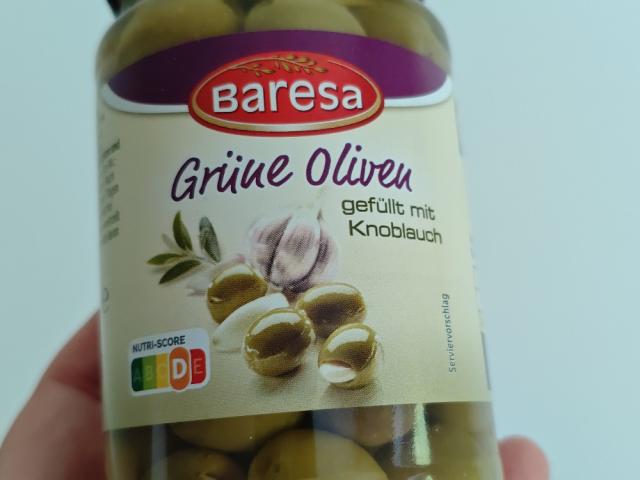 Baresa
Grüne Oliven
gefüllt mit
Knoblauch
NUTRI-SCORE
A B C D E
Serviervorschlag